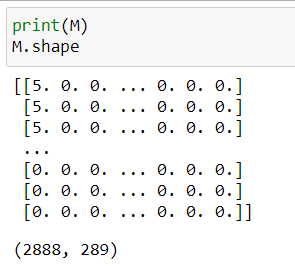 print(M)
M.shape
[[5. 0. 0. ... 0. 0. 0.]
[5. 0. 0. ... 0. 0. 0.]
[5. 0. 0. ... 0. 0. 0.]
...
[0. 0. 0. ... 0. 0. 0.]
[0. 0. 0. ... 0. 0. 0.]
[0. 0. 0. ... 0. 0. 0.]]
(2888, 289)